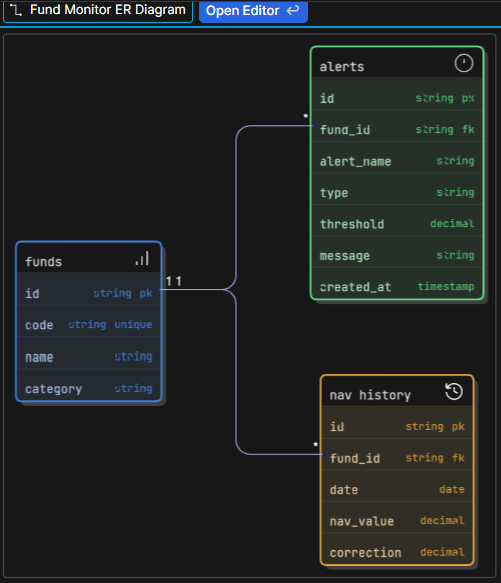 Fund Monitor ER Diagram
Open Editor
alerts
id string px
fund_id string fk
alert_name string
type string
threshold decimal
message string
created_at timestamp
funds
id string pk
code string unique
name string
category string
1 1
nav history
id string pk
fund_id string fk
date date
nav_value decimal
correction decimal